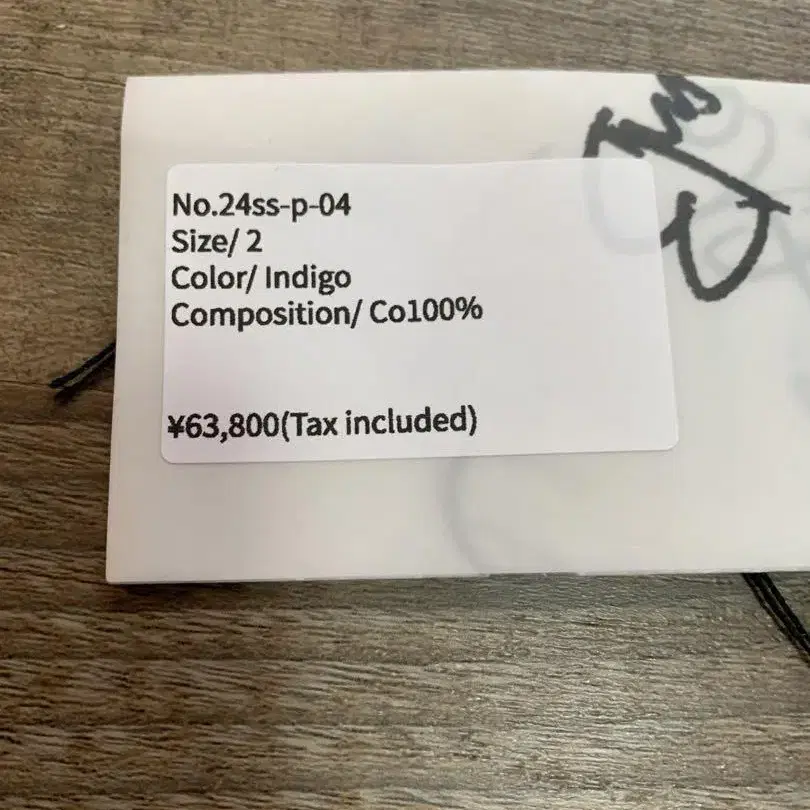 No.24ss-p-04
Size/ 2
Color/ Indigo
Composition/ Co100%
¥63,800(Tax included)